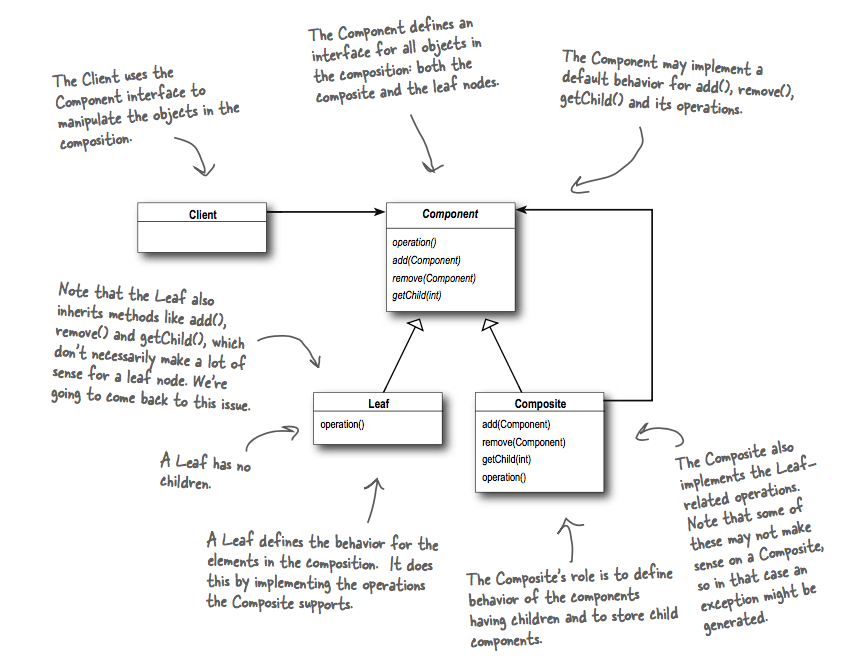 The Client uses the
Component interface to
manipulate the objects in the
composition.
The Component defines an
interface for all objects in
the composition: both the
composite and the leaf nodes.
The Component may implement a
default behavior for add(), remove(),
getChild() and its operations.
Client
Component
operation()
add(Component)
remove(Component)
getChild(int)
Note that the Leaf also
inherits methods like add(),
remove() and getChild(), which
don't necessarily make a lot of
sense for a leaf node. We're
going to come back to this issue.
Leaf
operation()
Composite
add(Component)
remove(Component)
getChild(int)
operation()
A Leaf has no
children.
A Leaf defines the behavior for the
elements in the composition. It does
this by implementing the operations
the Composite supports.
The Composite's role is to define
behavior of the components
having children and to store child
components.
The Composite also
implements the Leaf-
related operations.
Note that some of
these may not make
sense on a Composite,
so in that case an
exception might be
generated.